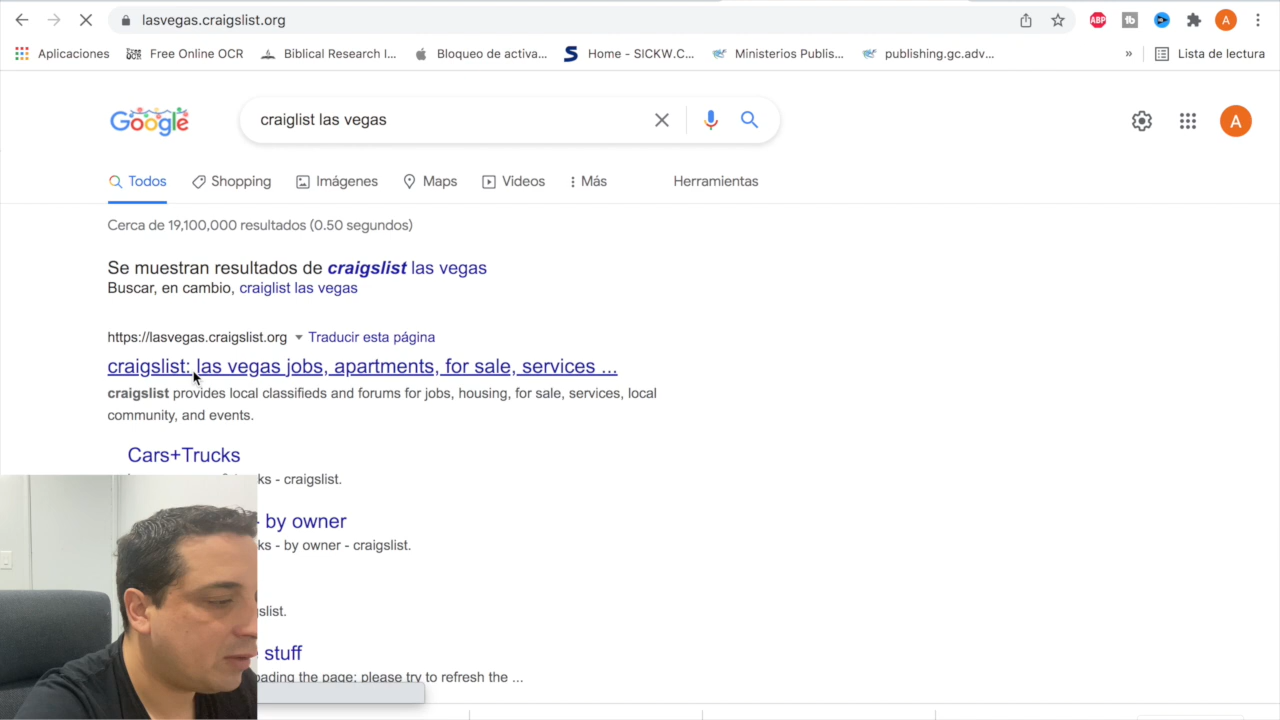 lasvegas.craigslist.org
Aplicaciones Free Online OCR Biblical Research I... Bloqueo de activa... Home - SICKW.C... Ministerios Publis... publishing.gc.adv... » Lista de lectura
Google craiglist las vegas A
Todos Shopping Imágenes Maps Videos Más Herramientas
Cerca de 19,100,000 resultados (0.50 segundos)
Se muestran resultados de craigslist las vegas
Buscar, en cambio, craiglist las vegas
https://lasvegas.craigslist.org Traducir esta página
craigslist: las vegas jobs, apartments, for sale, services ...
craigslist provides local classifieds and forums for jobs, housing, for sale, services, local
community, and events.
Cars+Trucks
- craigslist.
- by owner
- by owner - craigslist.
stuff
the page; please try to refresh the ...